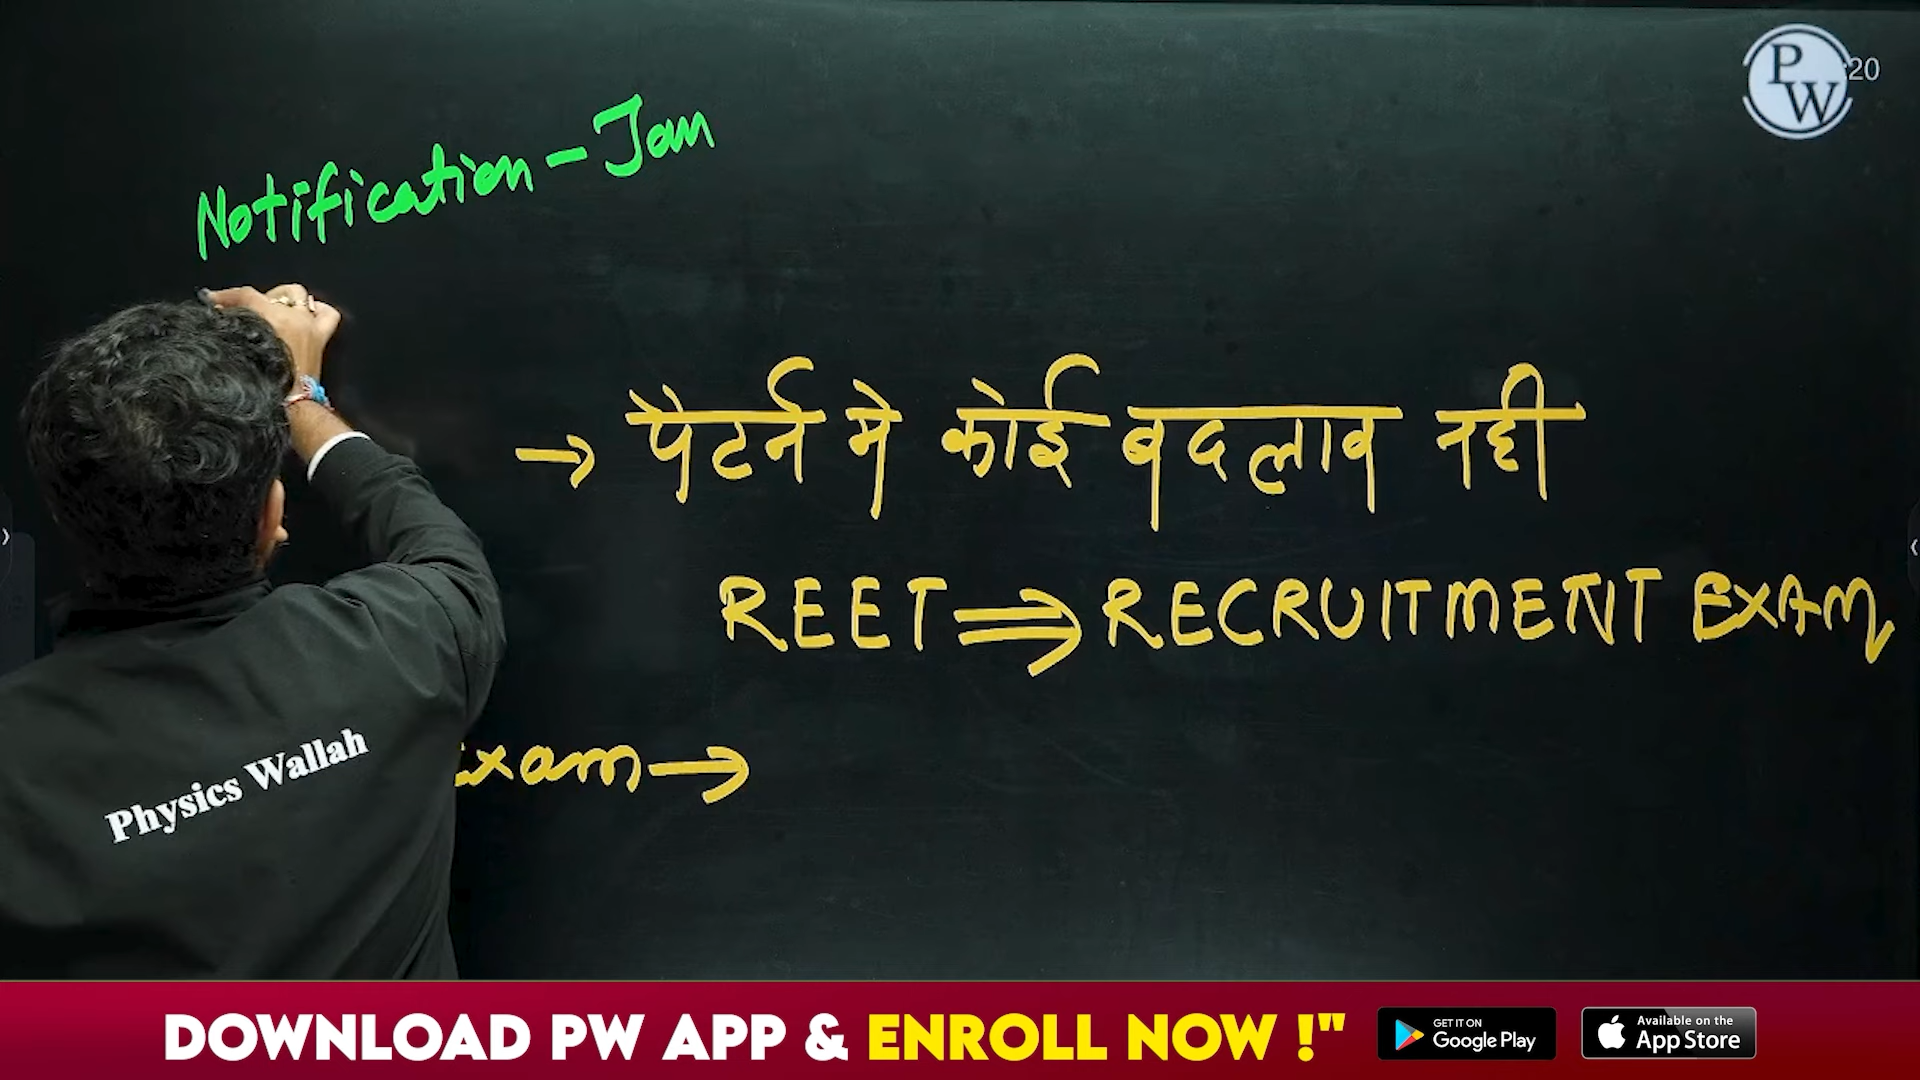 PW
:20
Notification - Jan
→ पेटर्न मे कोई बदलाव नही
REET ⇒ RECRUITMENT EXAM
Exam →
Physics Wallah
DOWNLOAD PW APP & ENROLL NOW !"
GET IT ON
Google Play
Available on the
App Store